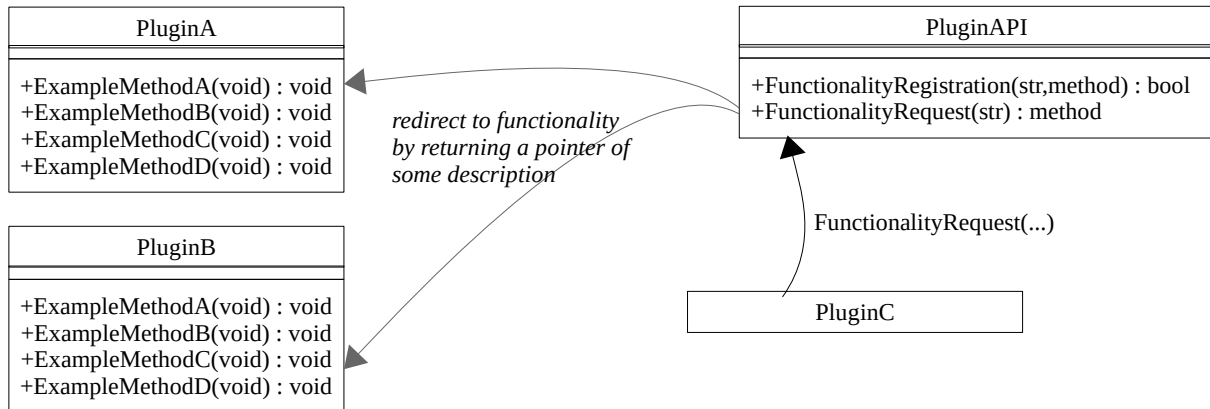 PluginA
+ExampleMethodA(void) : void
+ExampleMethodB(void) : void
+ExampleMethodC(void) : void
+ExampleMethodD(void) : void
PluginAPI
+FunctionalityRegistration(str,method) : bool
+FunctionalityRequest(str) : method
redirect to functionality
by returning a pointer of
some description
FunctionalityRequest(...)
PluginB
+ExampleMethodA(void) : void
+ExampleMethodB(void) : void
+ExampleMethodC(void) : void
+ExampleMethodD(void) : void
PluginC